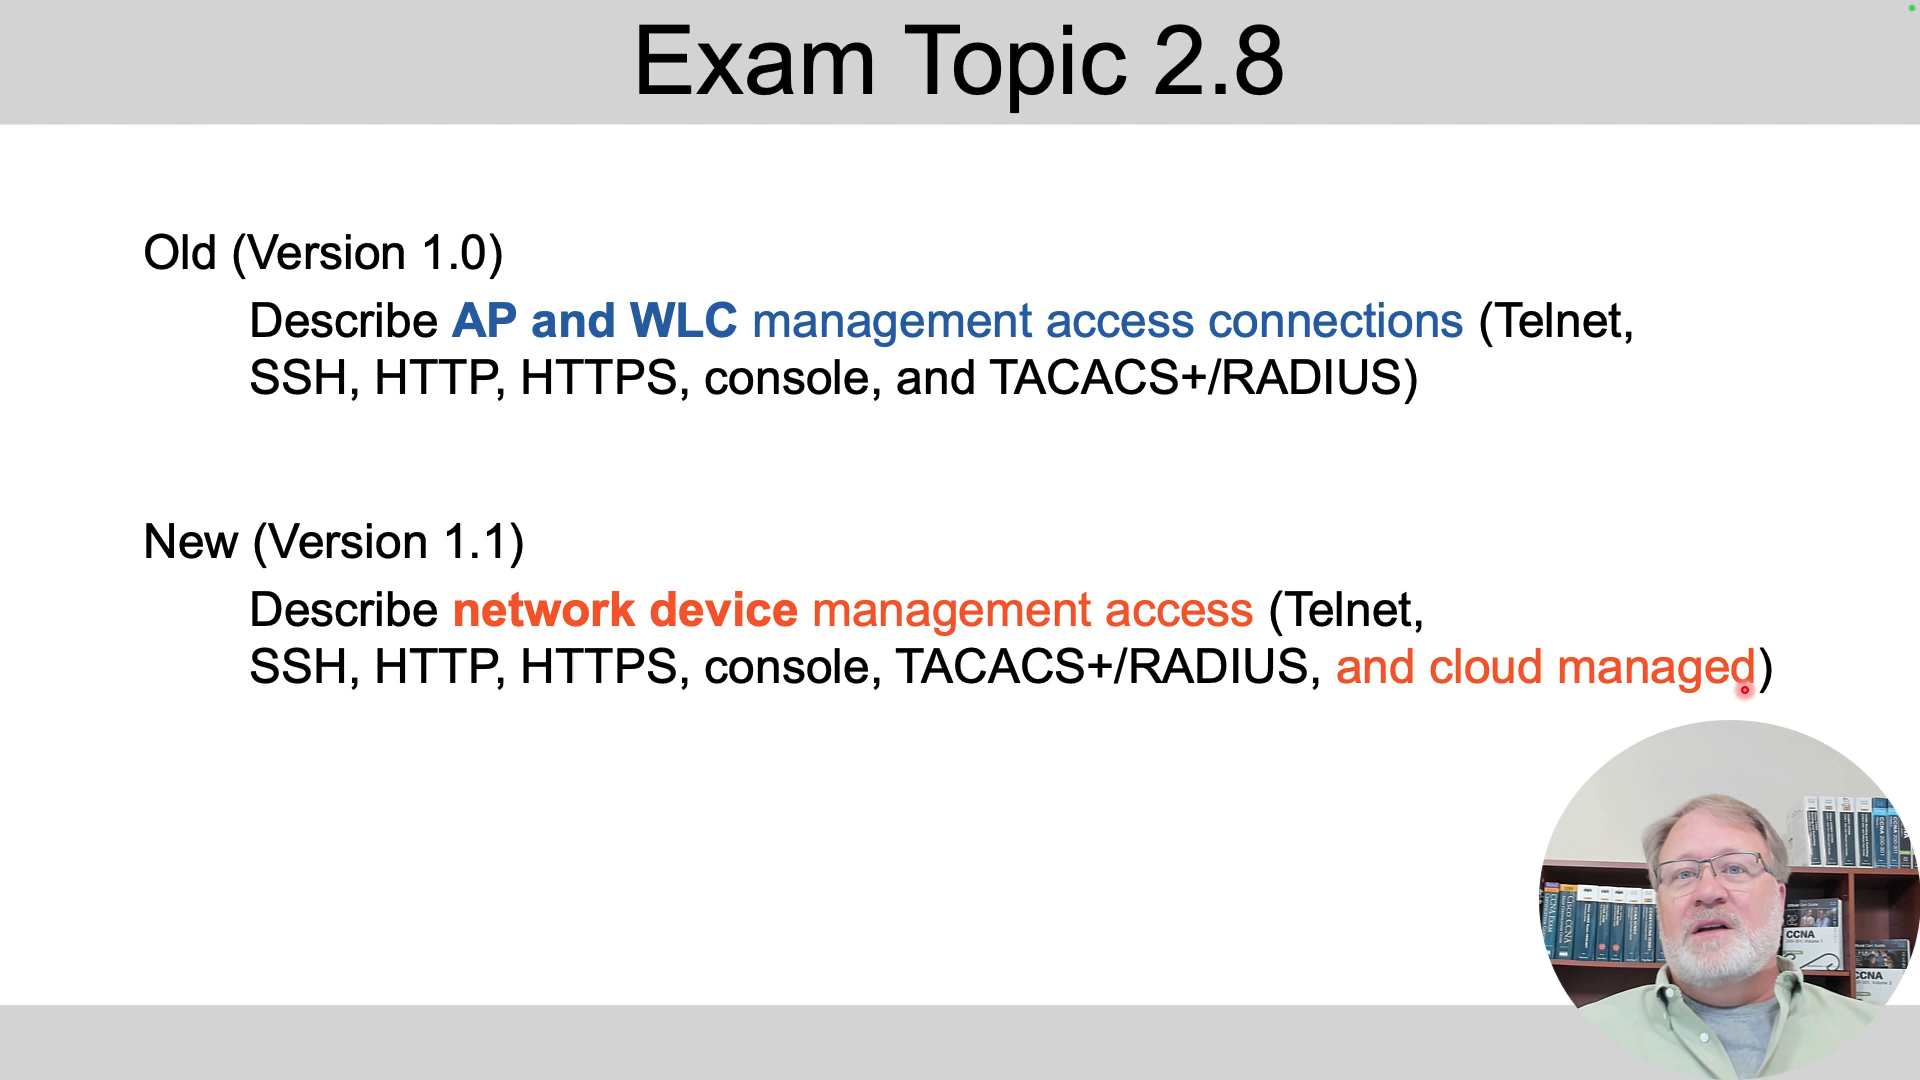 Exam Topic 2.8
Old (Version 1.0)
Describe AP and WLC management access connections (Telnet,
SSH, HTTP, HTTPS, console, and TACACS+/RADIUS)
New (Version 1.1)
Describe network device management access (Telnet,
SSH, HTTP, HTTPS, console, TACACS+/RADIUS, and cloud managed)
CCNA
CCNA